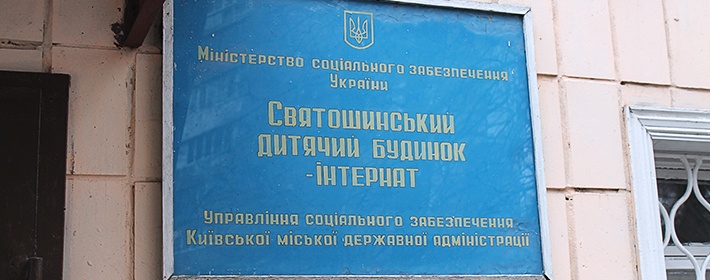 Міністерство соціального забезпечення
України
Святошинський
дитячий будинок
-інтернат
Управління соціального забезпечення
Київської міської державної адміністрації